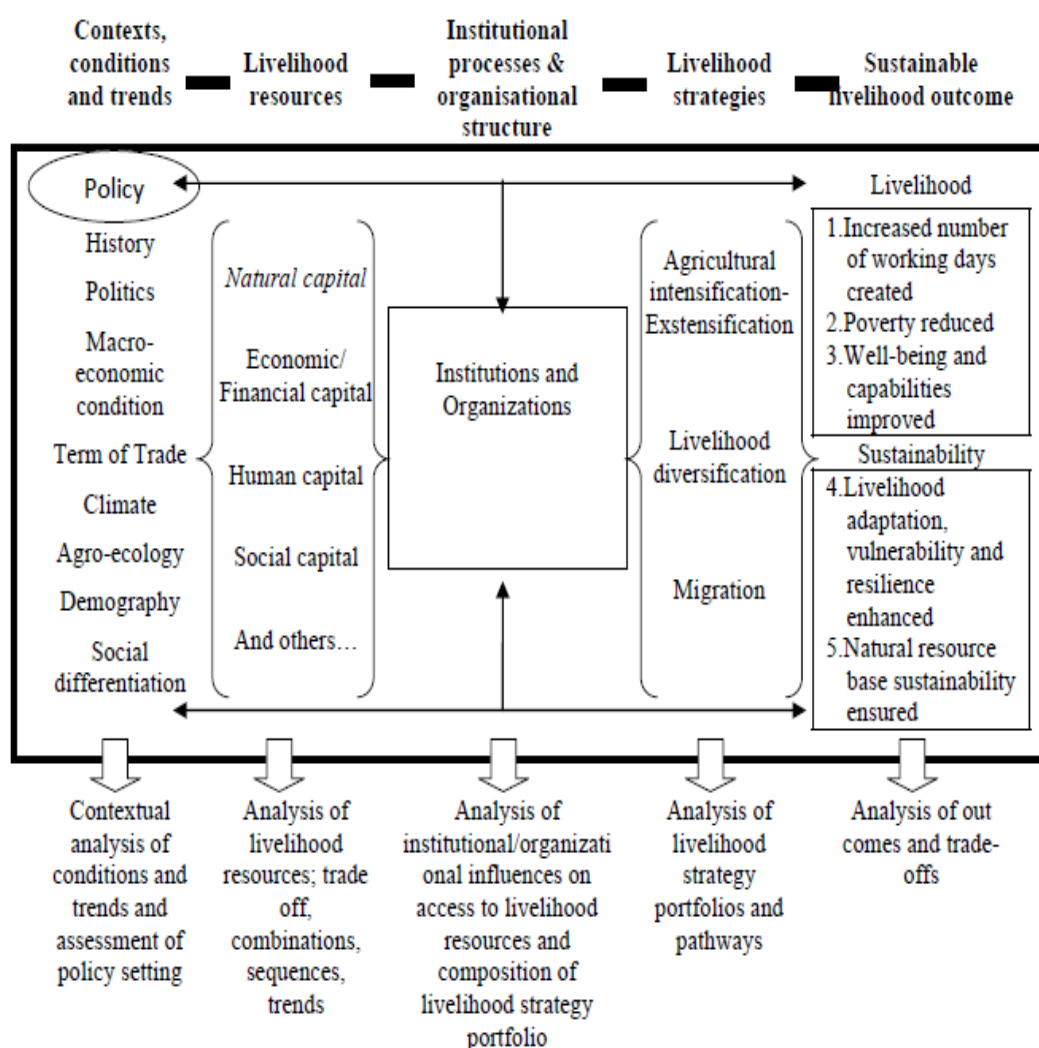 Contexts,
conditions
and trends
Livelihood
resources
Institutional
processes &
organisational
structure
Livelihood
strategies
Sustainable
livelihood outcome
Policy
History
Politics
Macro-
economic
condition
Term of Trade
Climate
Agro-ecology
Demography
Social
differentiation
Natural capital
Economic/
Financial capital
Human capital
Social capital
And others…
Institutions and
Organizations
Agricultural
intensification-
Exstensification
Livelihood
diversification
Migration
Livelihood
1.Increased number
of working days
created
2.Poverty reduced
3.Well-being and
capabilities
improved
Sustainability
4.Livelihood
adaptation,
vulnerability and
resilience
enhanced
5.Natural resource
base sustainability
ensured
Contextual
analysis of
conditions and
trends and
assessment of
policy setting
Analysis of
livelihood
resources; trade
off,
combinations,
sequences,
trends
Analysis of
institutional/organizati
onal influences on
access to livelihood
resources and
composition of
livelihood strategy
portfolio
Analysis of
livelihood
strategy
portfolios and
pathways
Analysis of out
comes and trade-
offs